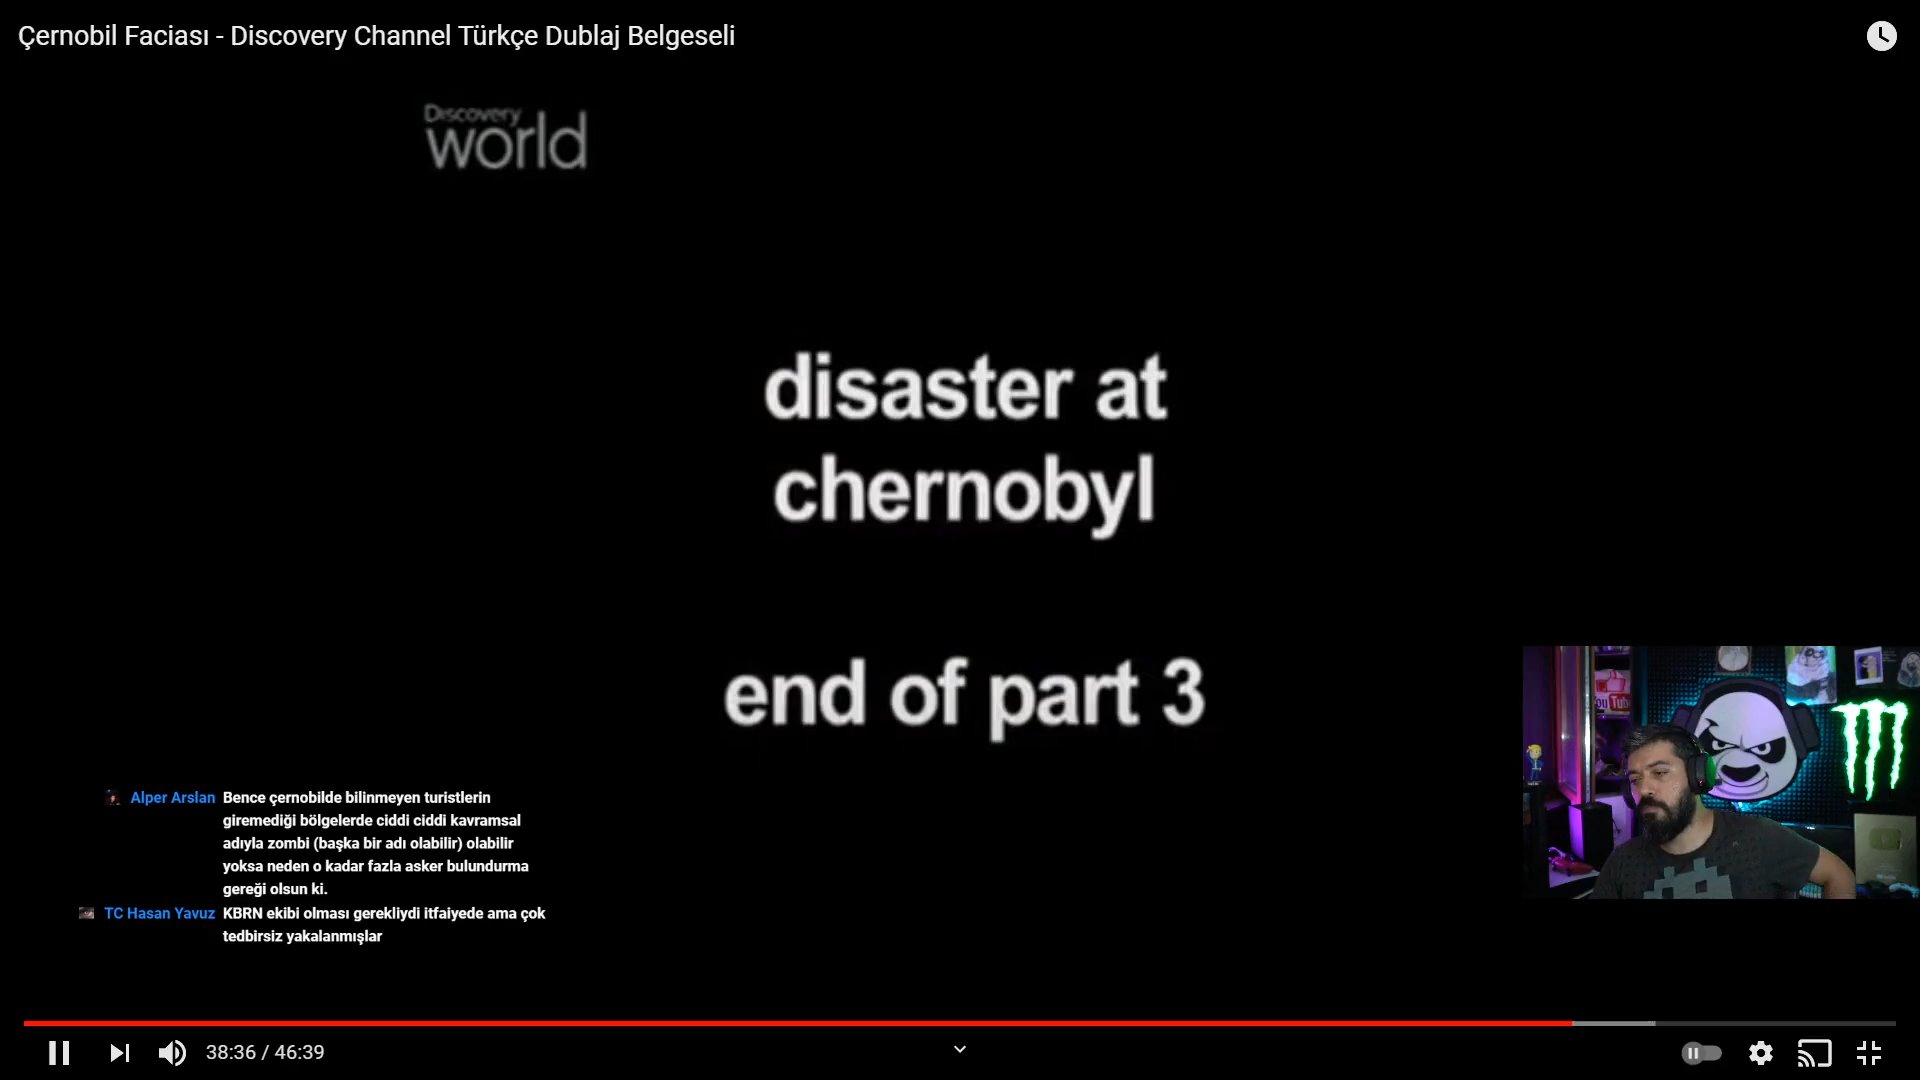 Çernobil Faciası - Discovery Channel Türkçe Dublaj Belgeseli
Discovery
world
disaster at
chernobyl
end of part 3
Alper Arslan Bence çernobilde bilinmeyen turistlerin
giremediği bölgelerde ciddi ciddi kavramsal
adıyla zombi (başka bir adı olabilir) olabilir
yoksa neden o kadar fazla asker bulundurma
gereği olsun ki.
TC Hasan Yavuz KBRN ekibi olması gerekliydi itfaiyede ama çok
tedbirsiz yakalanmışlar
38:36 / 46:39